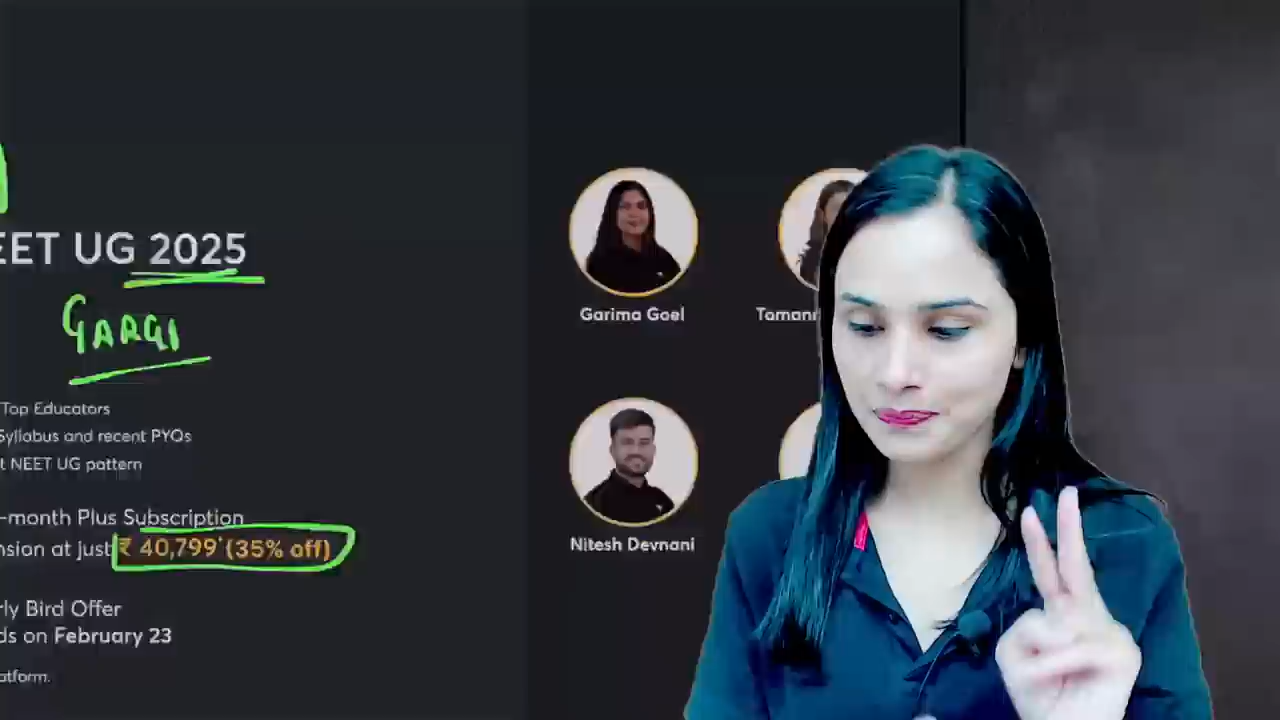 EET UG 2025
GARGI
Top Educators
Syllabus and recent PYQs
t NEET UG pattern
-month Plus Subscription
nsion at just ₹ 40,799* (35% off)
rly Bird Offer
ds on February 23
atform.
Garima Goel
Tamann
Nitesh Devnani